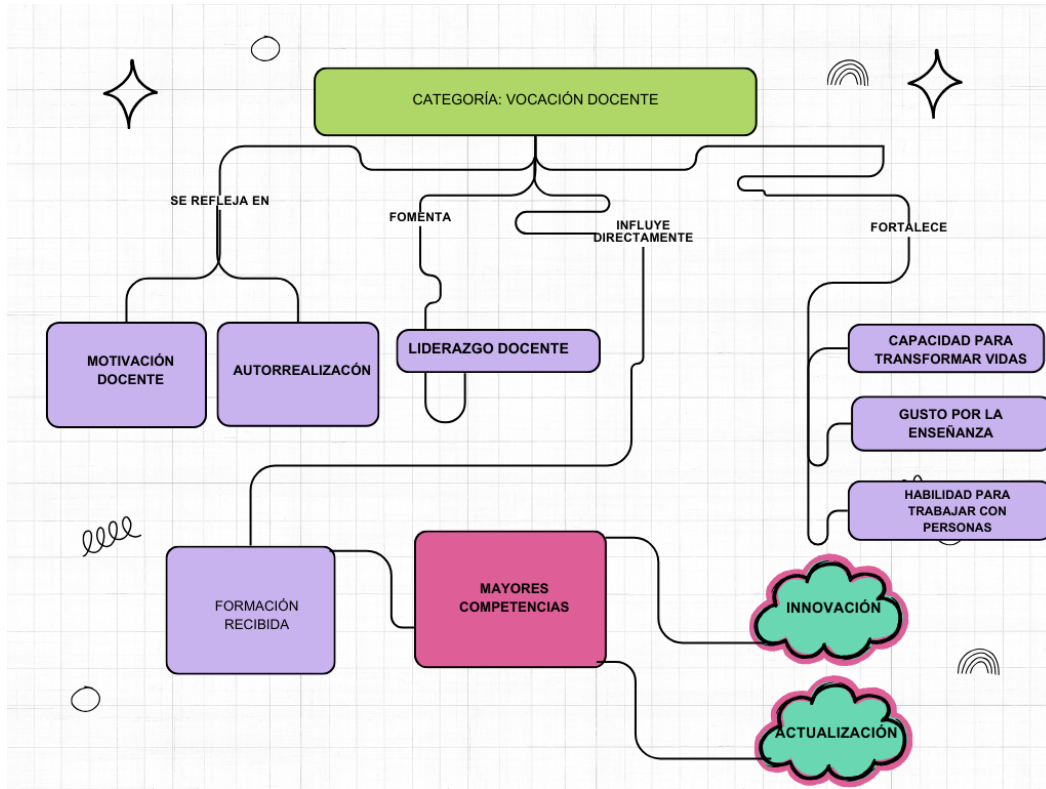 CATEGORÍA: VOCACIÓN DOCENTE
SE REFLEJA EN
FOMENTA
INFLUYE
DIRECTAMENTE
FORTALECE
MOTIVACIÓN
DOCENTE
AUTORREALIZACÓN
LIDERAZGO DOCENTE
CAPACIDAD PARA
TRANSFORMAR VIDAS
GUSTO POR LA
ENSEÑANZA
HABILIDAD PARA
TRABAJAR CON
PERSONAS
FORMACIÓN
RECIBIDA
MAYORES
COMPETENCIAS
INNOVACIÓN
ACTUALIZACIÓN